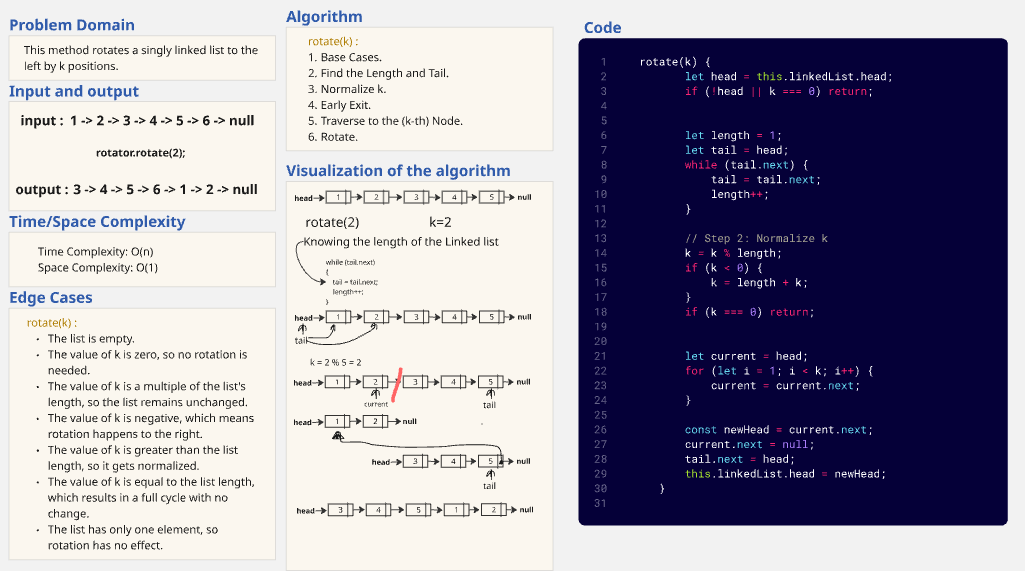 Problem Domain
This method rotates a singly linked list to the
left by k positions.
Input and output
input : 1 -> 2 -> 3 -> 4 -> 5 -> 6 -> null
rotator.rotate(2);
output : 3 -> 4 -> 5 -> 6 -> 1 -> 2 -> null
Time/Space Complexity
Time Complexity: O(n)
Space Complexity: O(1)
Edge Cases
rotate(k) :
• The list is empty.
• The value of k is zero, so no rotation is
needed.
• The value of k is a multiple of the list's
length, so the list remains unchanged.
• The value of k is negative, which means
rotation happens to the right.
• The value of k is greater than the list
length, so it gets normalized.
• The value of k is equal to the list length,
which results in a full cycle with no
change.
• The list has only one element, so
rotation has no effect.
Algorithm
rotate(k) :
1. Base Cases.
2. Find the Length and Tail.
3. Normalize k.
4. Early Exit.
5. Traverse to the (k-th) Node.
6. Rotate.
Visualization of the algorithm
head 1 2 3 4 5 null
rotate(2) k=2
Knowing the length of the Linked list
while (tail.next)
{
tail = tail.next;
length++;
}
head 1 2 3 4 5 null
tail
k = 2 % 5 = 2
head 1 2 3 4 5 null
current tail
head 1 2 null
head 3 4 5 null
tail
head 3 4 5 1 2 null
Code
1 rotate(k) {
2 let head = this.linkedList.head;
3 if (!head || k === 0) return;
4
5
6 let length = 1;
7 let tail = head;
8 while (tail.next) {
9 tail = tail.next;
10 length++;
11 }
12
13 // Step 2: Normalize k
14 k = k % length;
15 if (k < 0) {
16 k = length + k;
17 }
18 if (k === 0) return;
19
20
21 let current = head;
22 for (let i = 1; i < k; i++) {
23 current = current.next;
24 }
25
26 const newHead = current.next;
27 current.next = null;
28 tail.next = head;
29 this.linkedList.head = newHead;
30 }
31